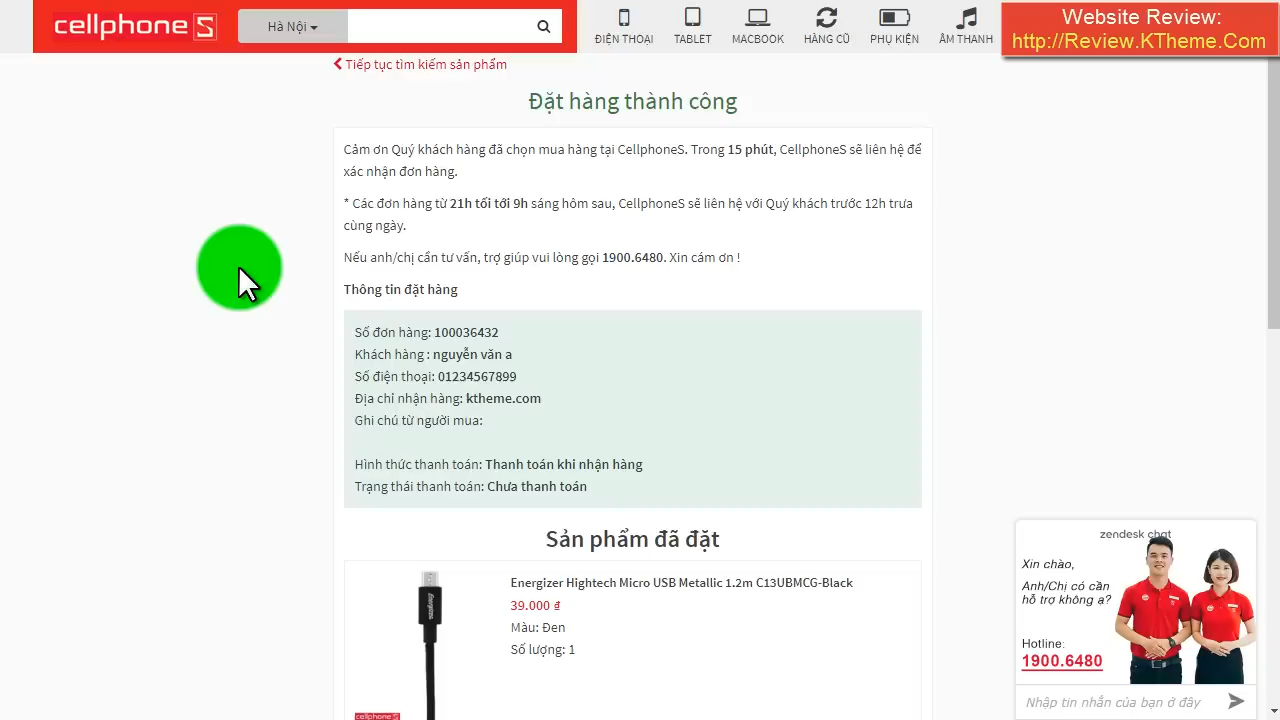 cellphoneS
Hà Nội
ĐIỆN THOẠI
TABLET
MACBOOK
HÀNG CŨ
PHỤ KIỆN
ÂM THANH
Website Review:
http://Review.KTheme.Com
Tiếp tục tìm kiếm sản phẩm
Đặt hàng thành công
Cảm ơn Quý khách hàng đã chọn mua hàng tại CellphoneS. Trong 15 phút, CellphoneS sẽ liên hệ để
xác nhận đơn hàng.
* Các đơn hàng từ 21h tối tới 9h sáng hôm sau, CellphoneS sẽ liên hệ với Quý khách trước 12h trưa
cùng ngày.
Nếu anh/chị cần tư vấn, trợ giúp vui lòng gọi 1900.6480. Xin cám ơn !
Thông tin đặt hàng
Số đơn hàng: 100036432
Khách hàng : nguyễn văn a
Số điện thoại: 01234567899
Địa chỉ nhận hàng: ktheme.com
Ghi chú từ người mua:
Hình thức thanh toán: Thanh toán khi nhận hàng
Trạng thái thanh toán: Chưa thanh toán
Sản phẩm đã đặt
Energizer Hightech Micro USB Metallic 1.2m C13UBMCG-Black
39.000 ₫
Màu: Đen
Số lượng: 1
Energizer
cellphoneS
zendesk chat
Xin chào,
Anh/Chị có cần
hỗ trợ không ạ?
Hotline:
1900.6480
Nhập tin nhắn của bạn ở đây